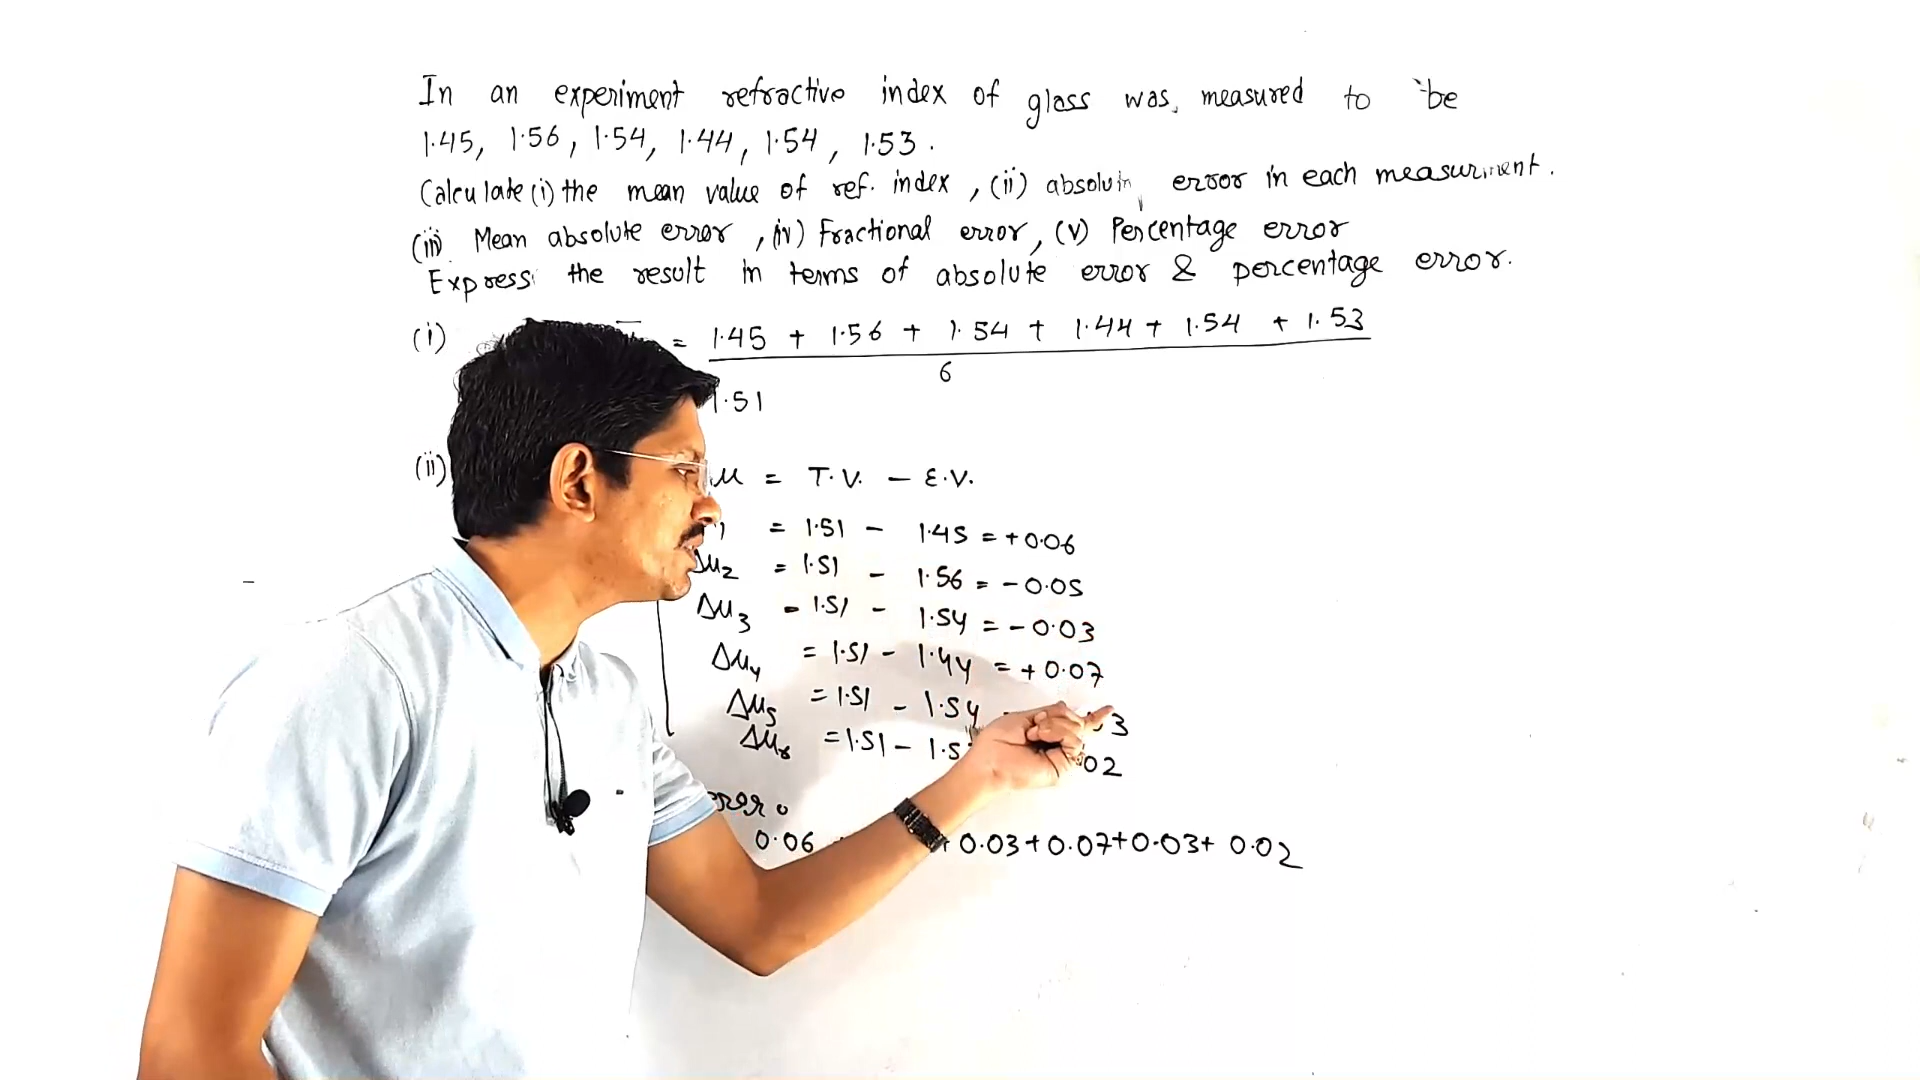 In an experiment refractive index of glass was measured to be
1.45, 1.56, 1.54, 1.44, 1.54, 1.53.
Calculate (i) the mean value of ref. index, (ii) error in each measurment.
(iii) Mean absolute error, (iv) Fractional error, (v) Percentage error
Express the result in terms of absolute error & percentage error.
(i) = 1.45 + 1.56 + 1.54 + 1.44 + 1.54 + 1.53
6
1.51
(ii) μ = T.V. - E.V.
= 1.51 - 1.45 = +0.06
Δμ2 = 1.51 - 1.56 = -0.05
Δμ3 = 1.51 - 1.54 = -0.03
Δμ4 = 1.51 - 1.44 = +0.07
Δμ5 = 1.51 - 1.54 3
= 1.51 - 1.5 02
0.06 + 0.03+0.07+0.03+ 0.02